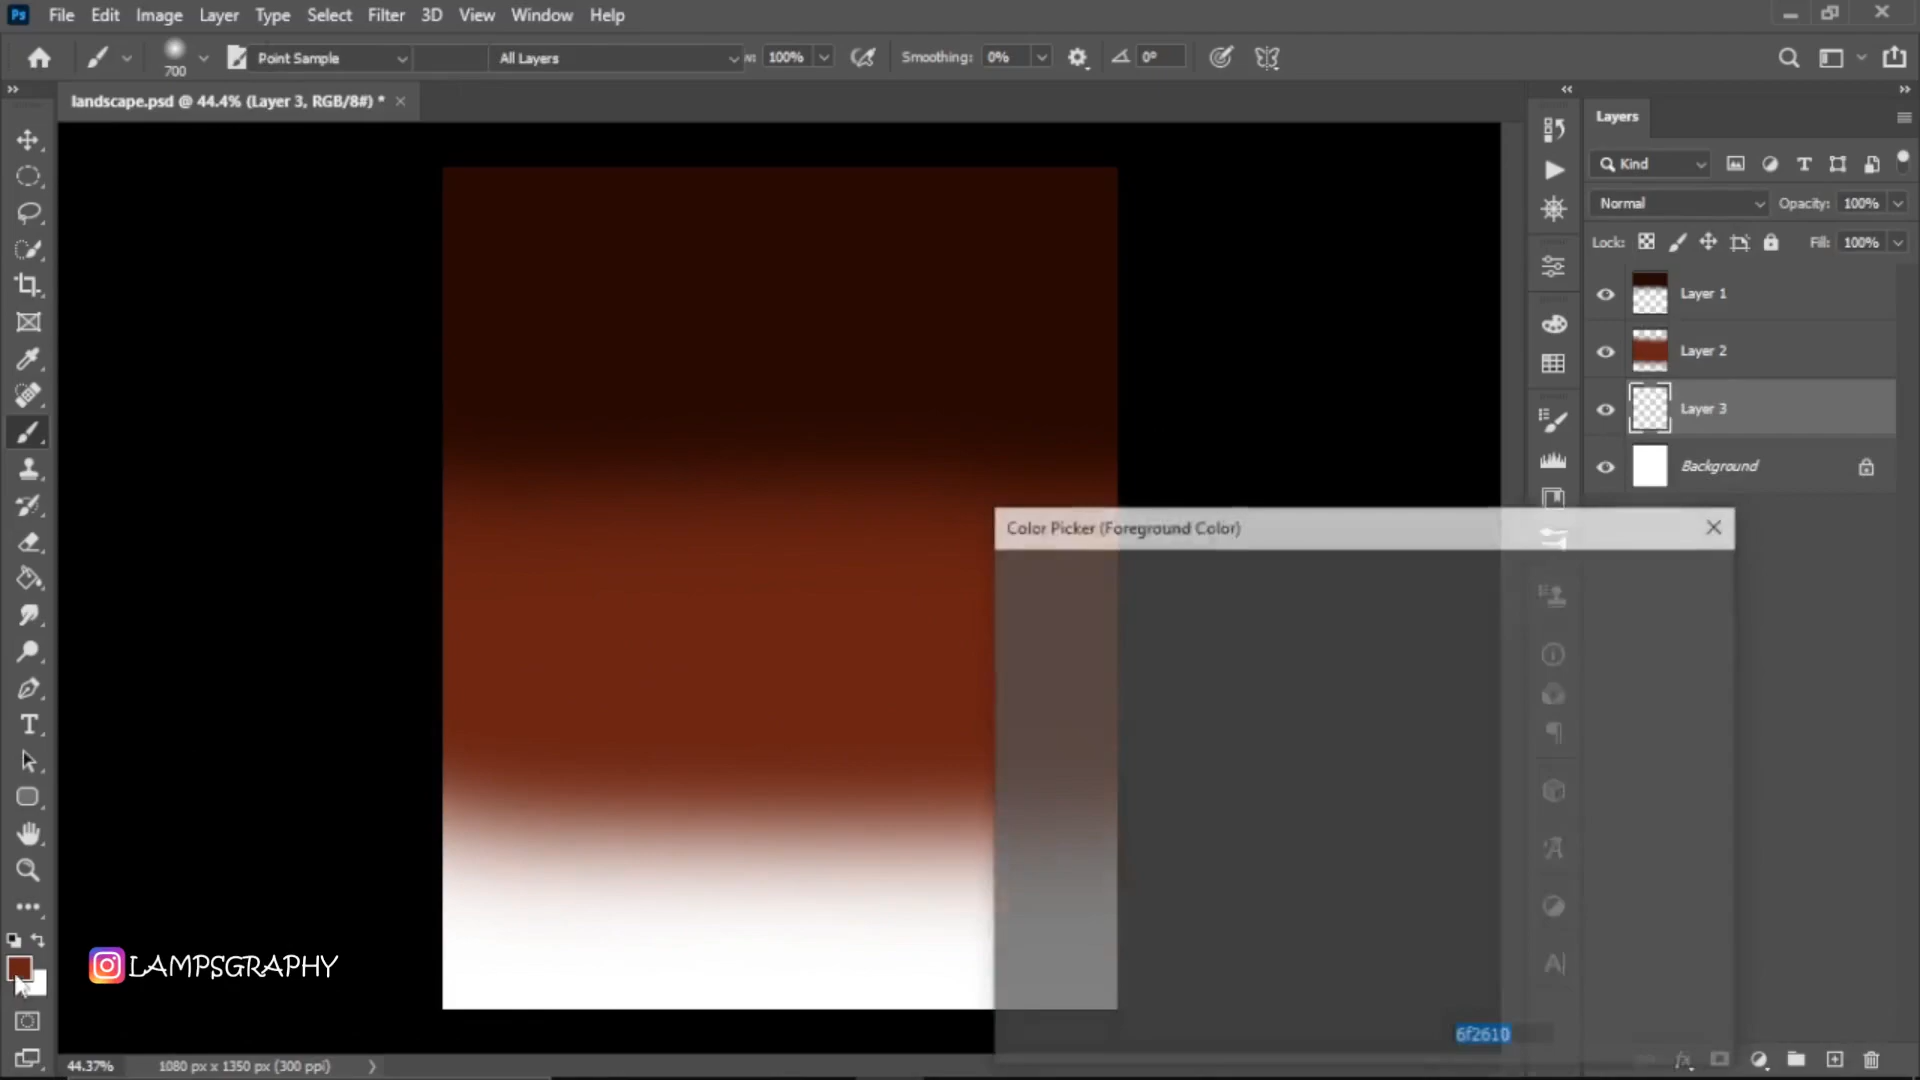 Ps File Edit Image Layer Type Select Filter 3D View Window Help
700 Point Sample All Layers 100% Smoothing: 0% 0°
landscape.psd @ 44.4% (Layer 3, RGB/8#) *
Layers
Kind
Normal Opacity: 100%
Lock: Fill: 100%
Layer 1
Layer 2
Layer 3
Background
Color Picker (Foreground Color)
LAMPSGRAPHY
6f2610
44.37% 1080 px x 1350 px (300 ppi)